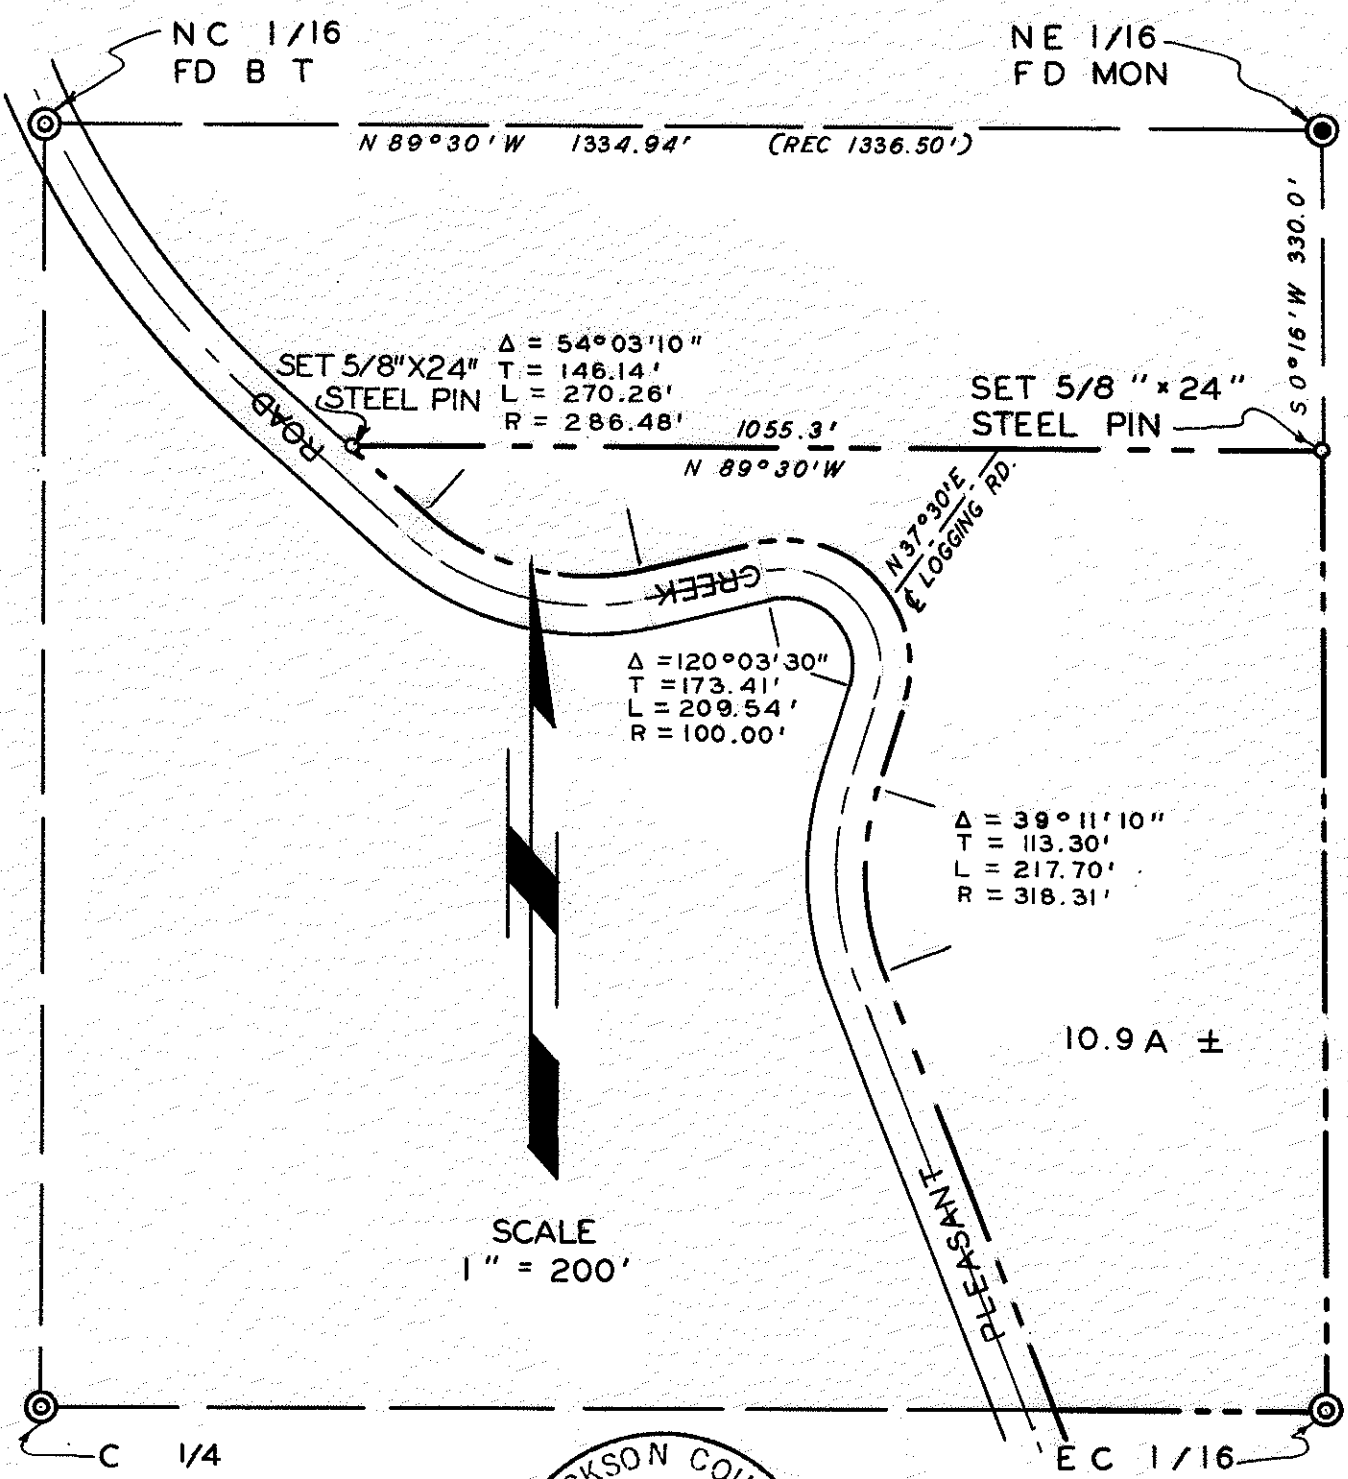 NC 1/16
FD B T
NE 1/16
FD MON
N 89°30'W 1334.94' (REC 1336.50')
S 0°16'W 330.0'
SET 5/8"X24"
STEEL PIN
Δ = 54°03'10"
T = 146.14'
L = 270.26'
R = 286.48'
SET 5/8 " x 24"
STEEL PIN
1055.3'
N 89°30'W
ROAD
N 37°30'E
℄ LOGGING RD.
CREEK
Δ =120°03'30"
T =173.41'
L = 209.54'
R =100.00'
Δ = 39°11'10"
T = 113.30'
L = 217.70'
R = 318.31'
10.9 A ±
PLEASANT
SCALE
1" = 200'
C 1/4
EC 1/16